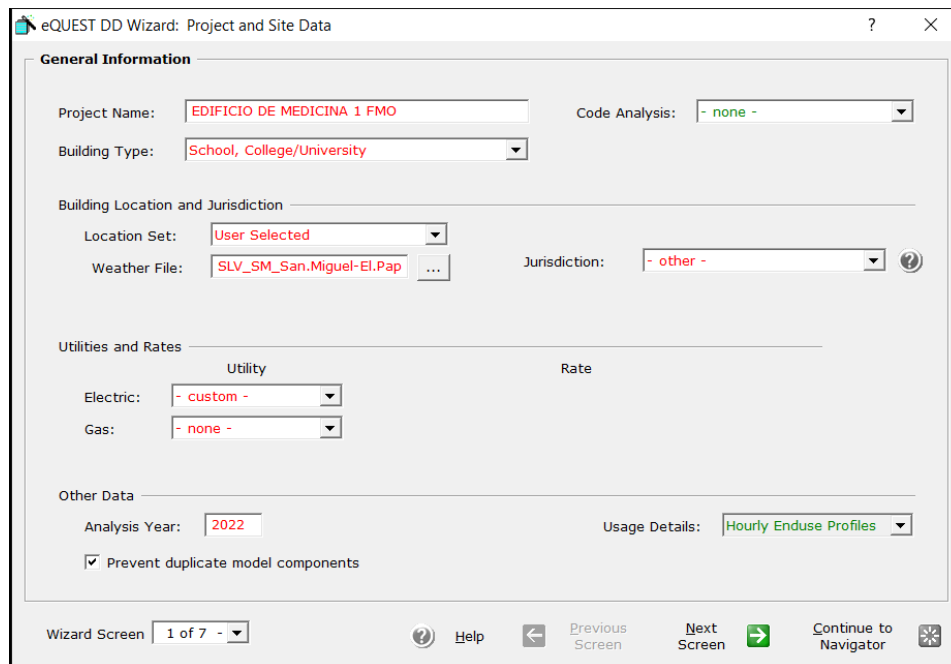 eQUEST DD Wizard: Project and Site Data ? ×
General Information
Project Name: EDIFICIO DE MEDICINA 1 FMO Code Analysis: - none -
Building Type: School, College/University
Building Location and Jurisdiction
Location Set: User Selected
Weather File: SLV_SM_San.Miguel-El.Pap ... Jurisdiction: - other - ?
Utilities and Rates
Utility Rate
Electric: - custom -
Gas: - none -
Other Data
Analysis Year: 2022 Usage Details: Hourly Enduse Profiles
Prevent duplicate model components
Wizard Screen 1 of 7 - ? Help Previous Screen Next Screen Continue to Navigator